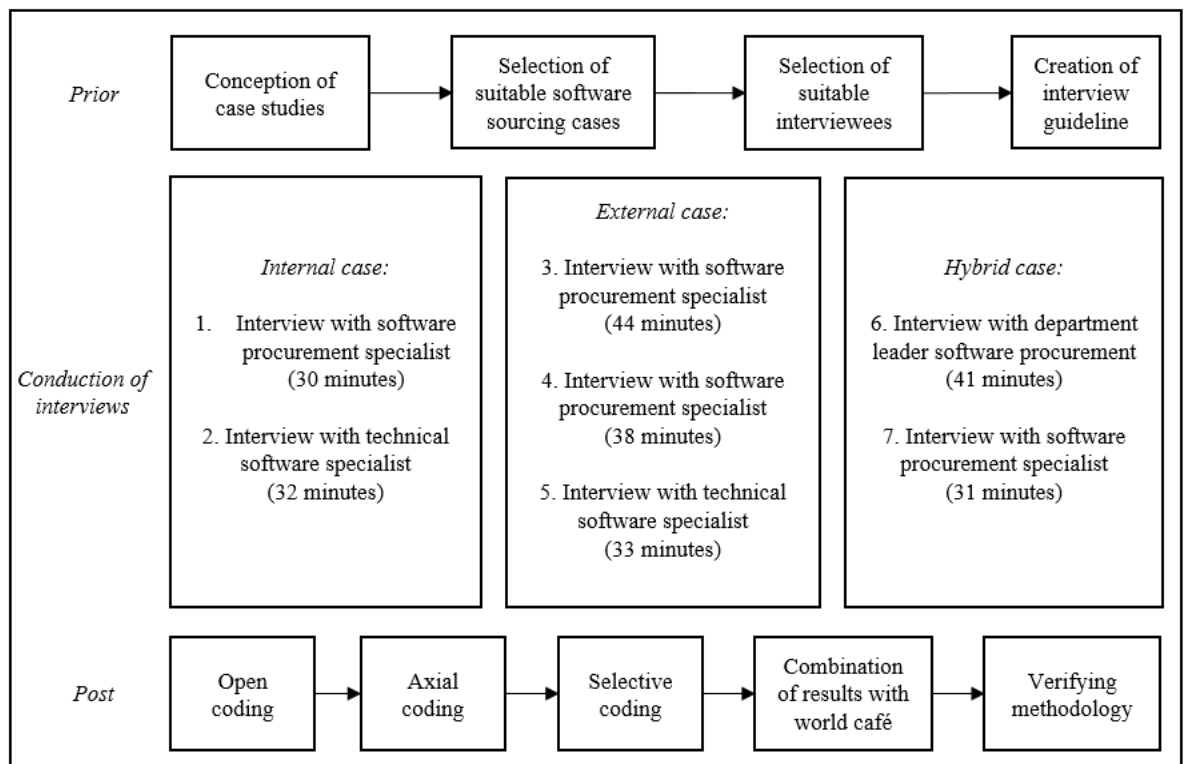 Prior
Conception of
case studies
Selection of
suitable software
sourcing cases
Selection of
suitable
interviewees
Creation of
interview
guideline
Conduction of
interviews
Internal case:
1. Interview with software
procurement specialist
(30 minutes)
2. Interview with technical
software specialist
(32 minutes)
External case:
3. Interview with software
procurement specialist
(44 minutes)
4. Interview with software
procurement specialist
(38 minutes)
5. Interview with technical
software specialist
(33 minutes)
Hybrid case:
6. Interview with department
leader software procurement
(41 minutes)
7. Interview with software
procurement specialist
(31 minutes)
Post
Open
coding
Axial
coding
Selective
coding
Combination
of results with
world café
Verifying
methodology